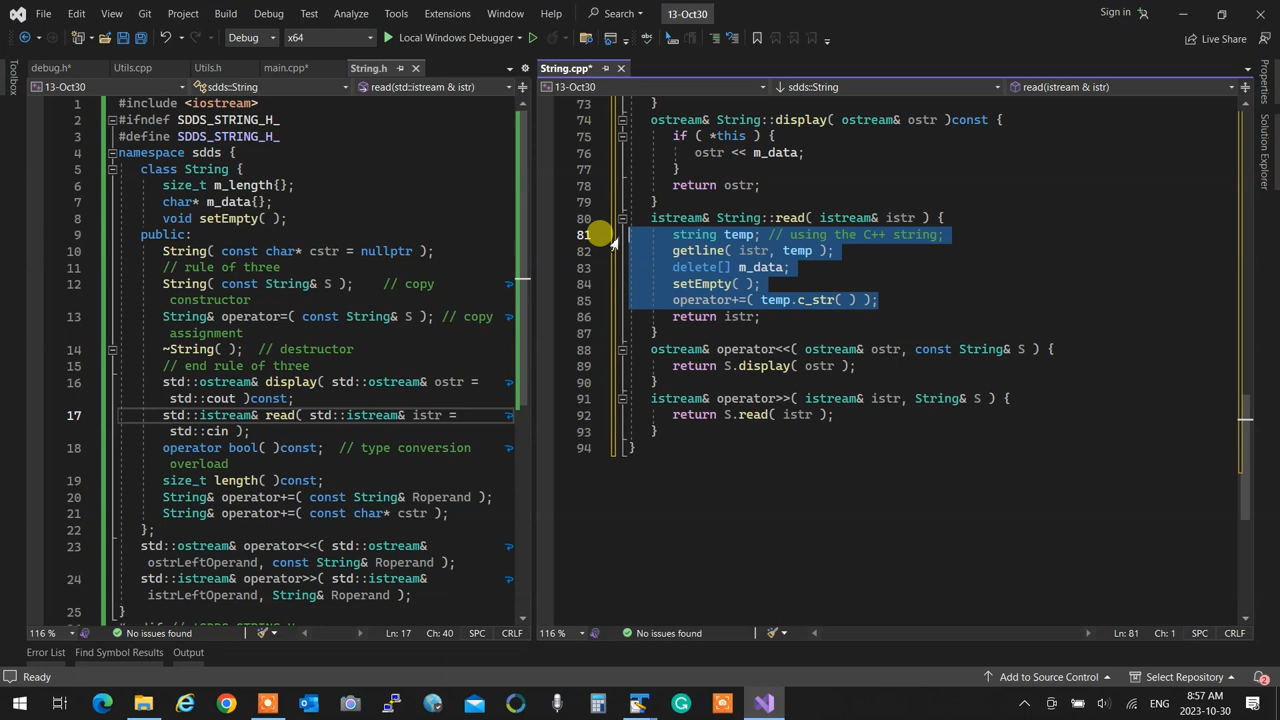 File Edit View Git Project Build Debug Test Analyze Tools Extensions Window Help Search 13-Oct30 Sign in
Debug x64 Local Windows Debugger Live Share
Toolbox
debug.h* Utils.cpp Utils.h main.cpp* String.h
13-Oct30 sdds::String read(std::istream & istr)
1 #include <iostream>
2 #ifndef SDDS_STRING_H_
3 #define SDDS_STRING_H_
4 namespace sdds {
5 class String {
6 size_t m_length{};
7 char* m_data{};
8 void setEmpty( );
9 public:
10 String( const char* cstr = nullptr );
11 // rule of three
12 String( const String& S ); // copy
constructor
13 String& operator=( const String& S ); // copy
assignment
14 ~String( ); // destructor
15 // end rule of three
16 std::ostream& display( std::ostream& ostr =
std::cout )const;
17 std::istream& read( std::istream& istr =
std::cin );
18 operator bool( )const; // type conversion
overload
19 size_t length( )const;
20 String& operator+=( const String& Roperand );
21 String& operator+=( const char* cstr );
22 };
23 std::ostream& operator<<( std::ostream&
ostrLeftOperand, const String& Roperand );
24 std::istream& operator>>( std::istream&
istrLeftOperand, String& Roperand );
25 }
116 % No issues found Ln: 17 Ch: 40 SPC CRLF
String.cpp*
13-Oct30 sdds::String read(istream & istr)
73 }
74 ostream& String::display( ostream& ostr )const {
75 if ( *this ) {
76 ostr << m_data;
77 }
78 return ostr;
79 }
80 istream& String::read( istream& istr ) {
81 string temp; // using the C++ string;
82 getline( istr, temp );
83 delete[] m_data;
84 setEmpty( );
85 operator+=( temp.c_str( ) );
86 return istr;
87 }
88 ostream& operator<<( ostream& ostr, const String& S ) {
89 return S.display( ostr );
90 }
91 istream& operator>>( istream& istr, String& S ) {
92 return S.read( istr );
93 }
94 }
116 % No issues found Ln: 81 Ch: 1 SPC CRLF
Properties
Git Changes
Error List Find Symbol Results Output
Ready Add to Source Control Select Repository 2
ENG 8:57 AM
2023-10-30